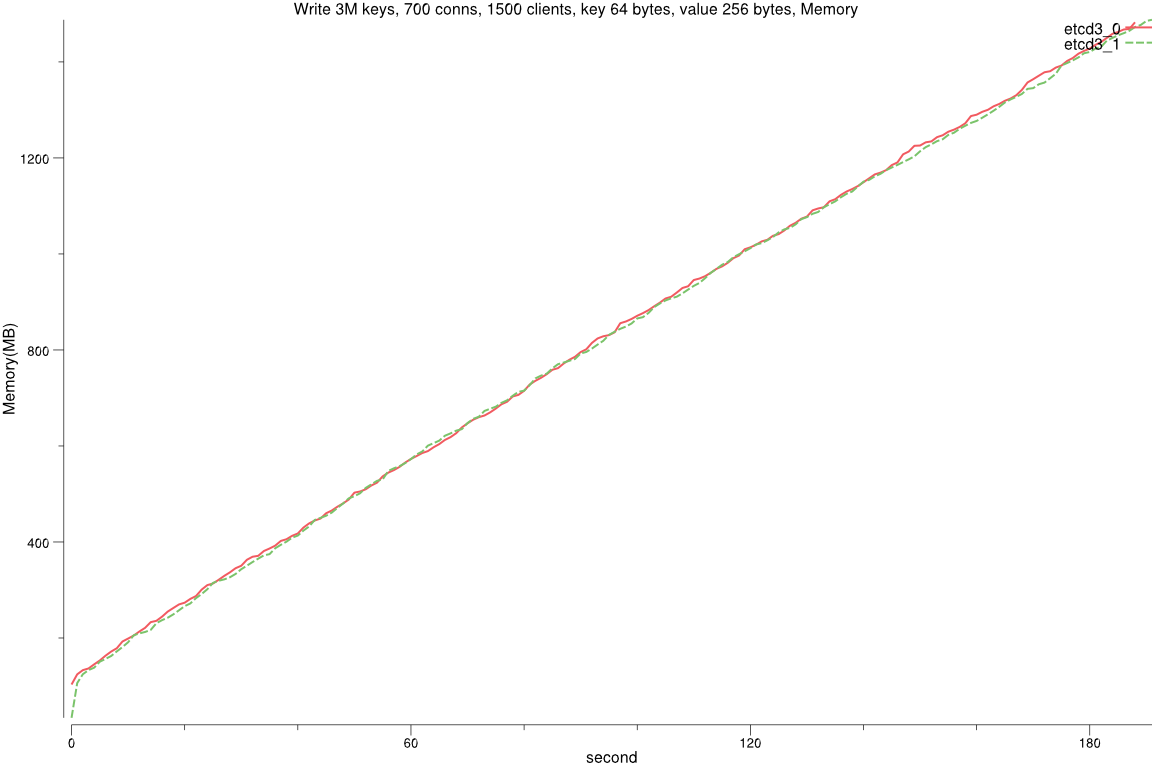 Write 3M keys, 700 conns, 1500 clients, key 64 bytes, value 256 bytes, Memory
etcd3_0
etcd3_1
1200
800
400
Memory(MB)
0
60
120
180
second